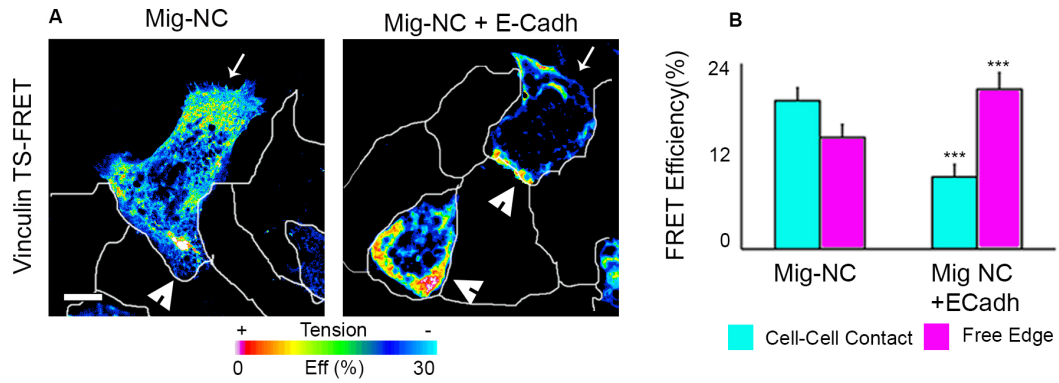 A
Mig-NC
Mig-NC + E-Cadh
Vinculin TS-FRET
+ Tension -
0 Eff (%) 30
B
FRET Efficiency(%)
24
12
0
***
***
Mig-NC
Mig NC
+ECadh
Cell-Cell Contact
Free Edge